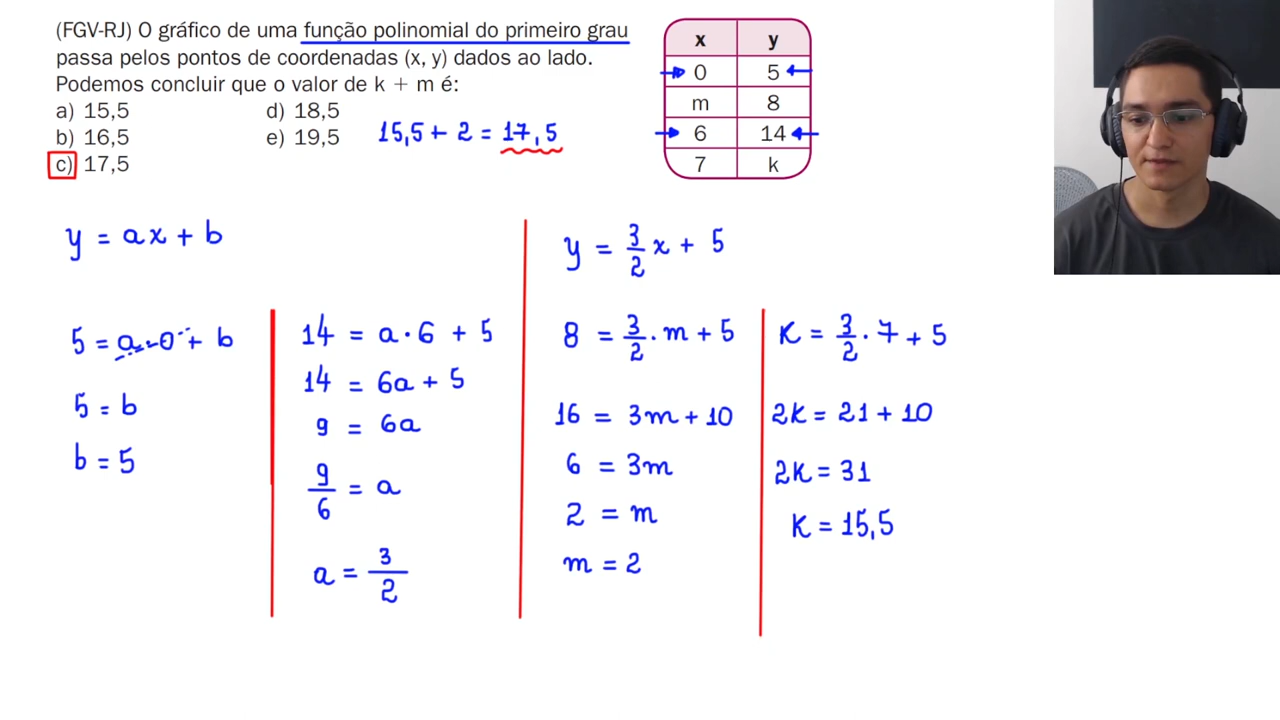 (FGV-RJ) O gráfico de uma função polinomial do primeiro grau
passa pelos pontos de coordenadas (x, y) dados ao lado.
Podemos concluir que o valor de k + m é:
a) 15,5
d) 18,5
b) 16,5
e) 19,5
c) 17,5
15,5 + 2 = 17,5
x y
0 5
m 8
6 14
7 k
y = ax + b
5 = a·0 + b
5 = b
b = 5
14 = a·6 + 5
14 = 6a + 5
9 = 6a
9/6 = a
a = 3/2
y = 3/2 x + 5
8 = 3/2 · m + 5
16 = 3m + 10
6 = 3m
2 = m
m = 2
K = 3/2 · 7 + 5
2K = 21 + 10
2K = 31
K = 15,5